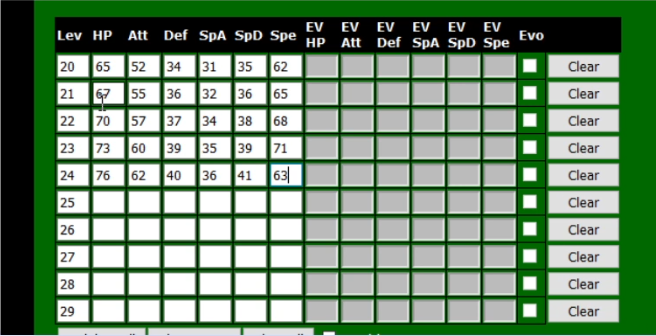 Lev HP Att Def SpA SpD Spe EV HP EV Att EV Def EV SpA EV SpD EV Spe Evo
20 65 52 34 31 35 62 Clear
21 67 55 36 32 36 65 Clear
22 70 57 37 34 38 68 Clear
23 73 60 39 35 39 71 Clear
24 76 62 40 36 41 63 Clear
25 Clear
26 Clear
27 Clear
28 Clear
29 Clear